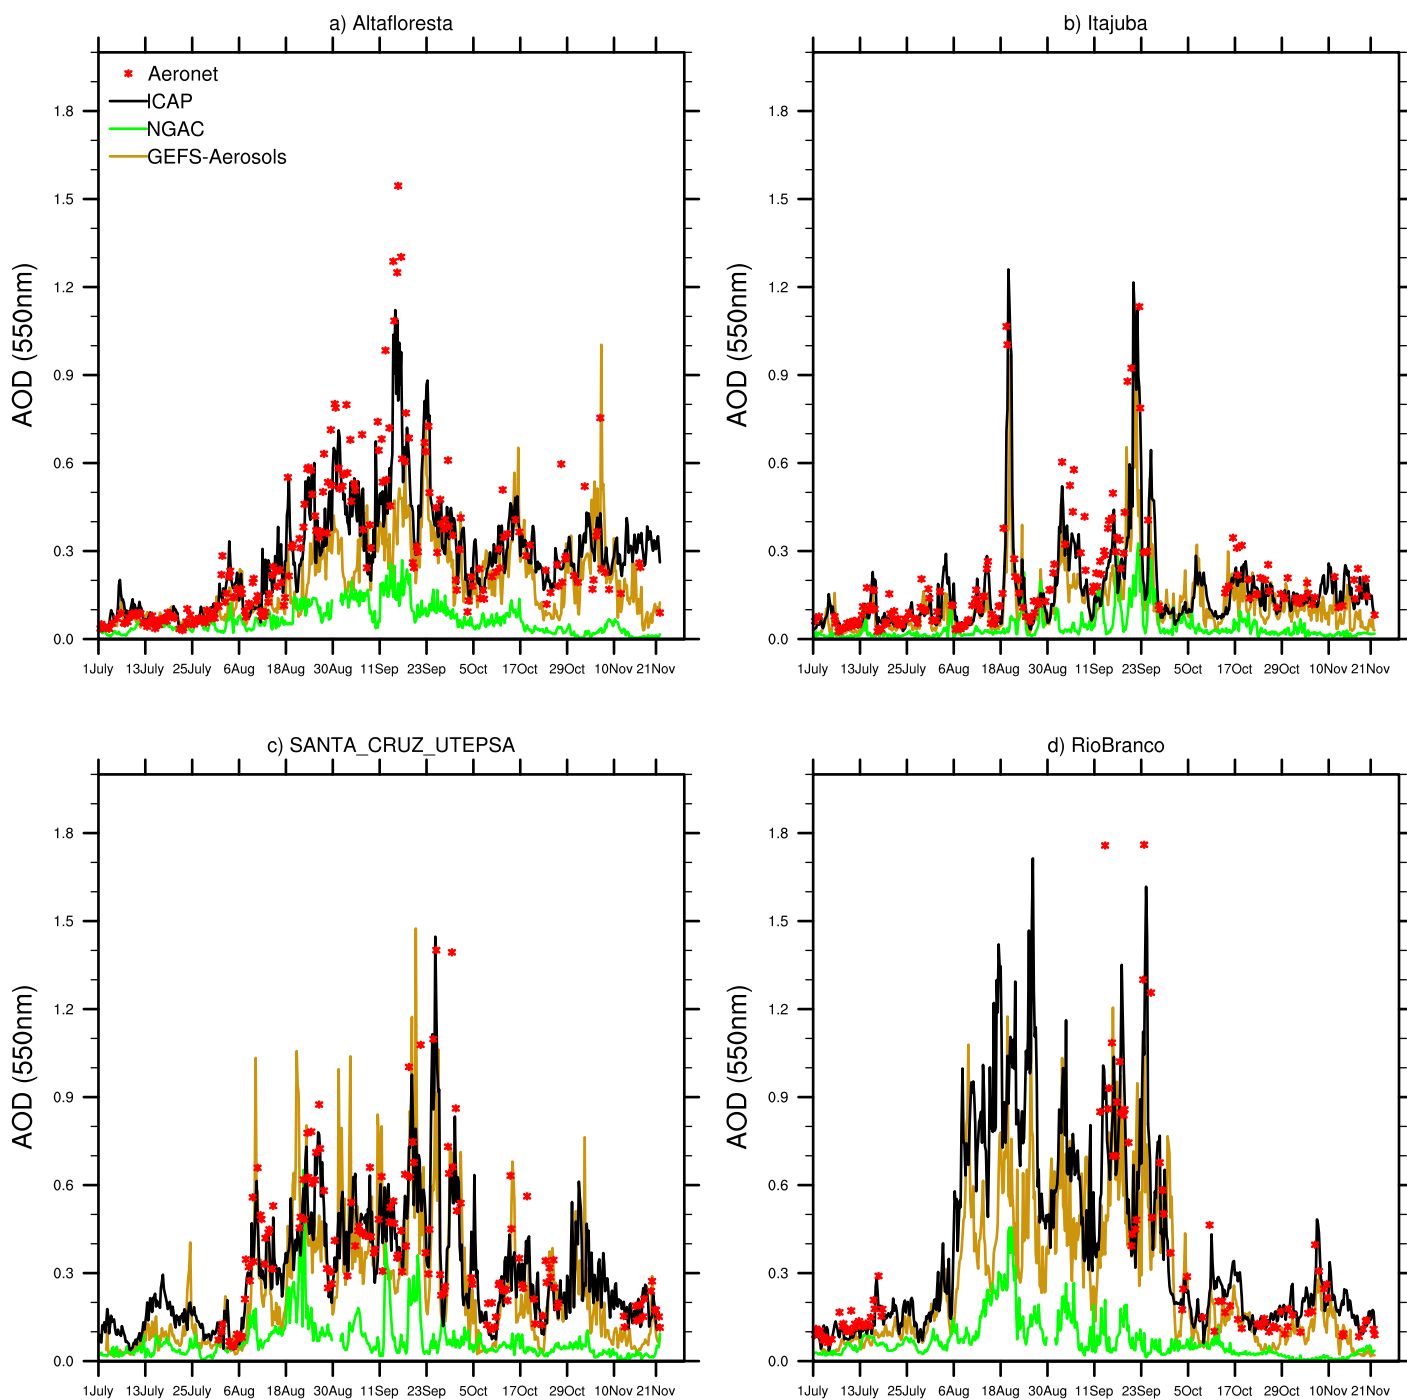 a) Altafloresta
Aeronet
ICAP
NGAC
GEFS-Aerosols
AOD (550nm)
1.8
1.5
1.2
0.9
0.6
0.3
0.0
1July 13July 25July 6Aug 18Aug 30Aug 11Sep 23Sep 5Oct 17Oct 29Oct 10Nov 21Nov
b) Itajuba
AOD (550nm)
1.8
1.5
1.2
0.9
0.6
0.3
0.0
1July 13July 25July 6Aug 18Aug 30Aug 11Sep 23Sep 5Oct 17Oct 29Oct 10Nov 21Nov
c) SANTA_CRUZ_UTEPSA
AOD (550nm)
1.8
1.5
1.2
0.9
0.6
0.3
0.0
1July 13July 25July 6Aug 18Aug 30Aug 11Sep 23Sep 5Oct 17Oct 29Oct 10Nov 21Nov
d) RioBranco
AOD (550nm)
1.8
1.5
1.2
0.9
0.6
0.3
0.0
1July 13July 25July 6Aug 18Aug 30Aug 11Sep 23Sep 5Oct 17Oct 29Oct 10Nov 21Nov